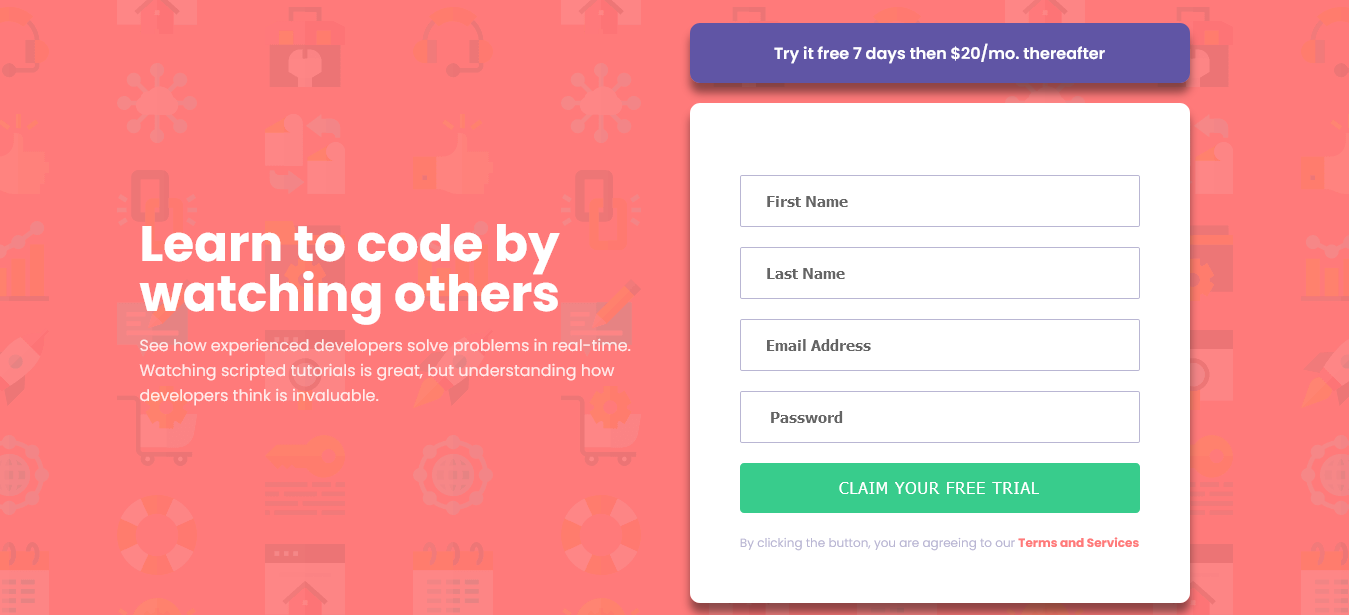 Learn to code by
watching others
See how experienced developers solve problems in real-time.
Watching scripted tutorials is great, but understanding how
developers think is invaluable.
Try it free 7 days then $20/mo. thereafter
First Name
Last Name
Email Address
Password
CLAIM YOUR FREE TRIAL
By clicking the button, you are agreeing to our Terms and Services